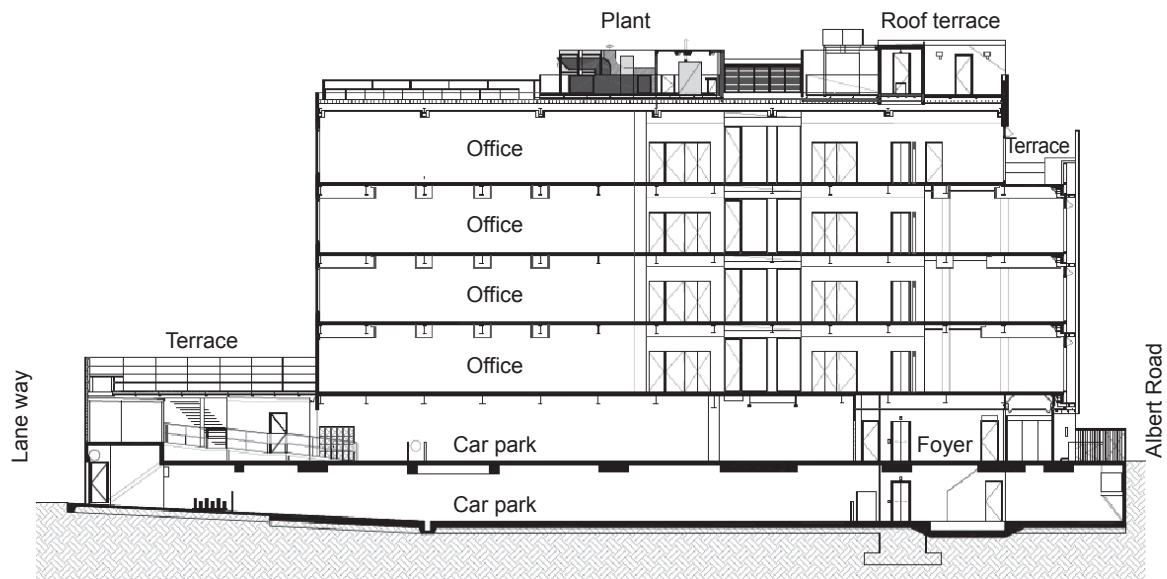 Plant
Roof terrace
Office
Terrace
Office
Office
Terrace
Office
Lane way
Albert Road
Car park
Foyer
Car park